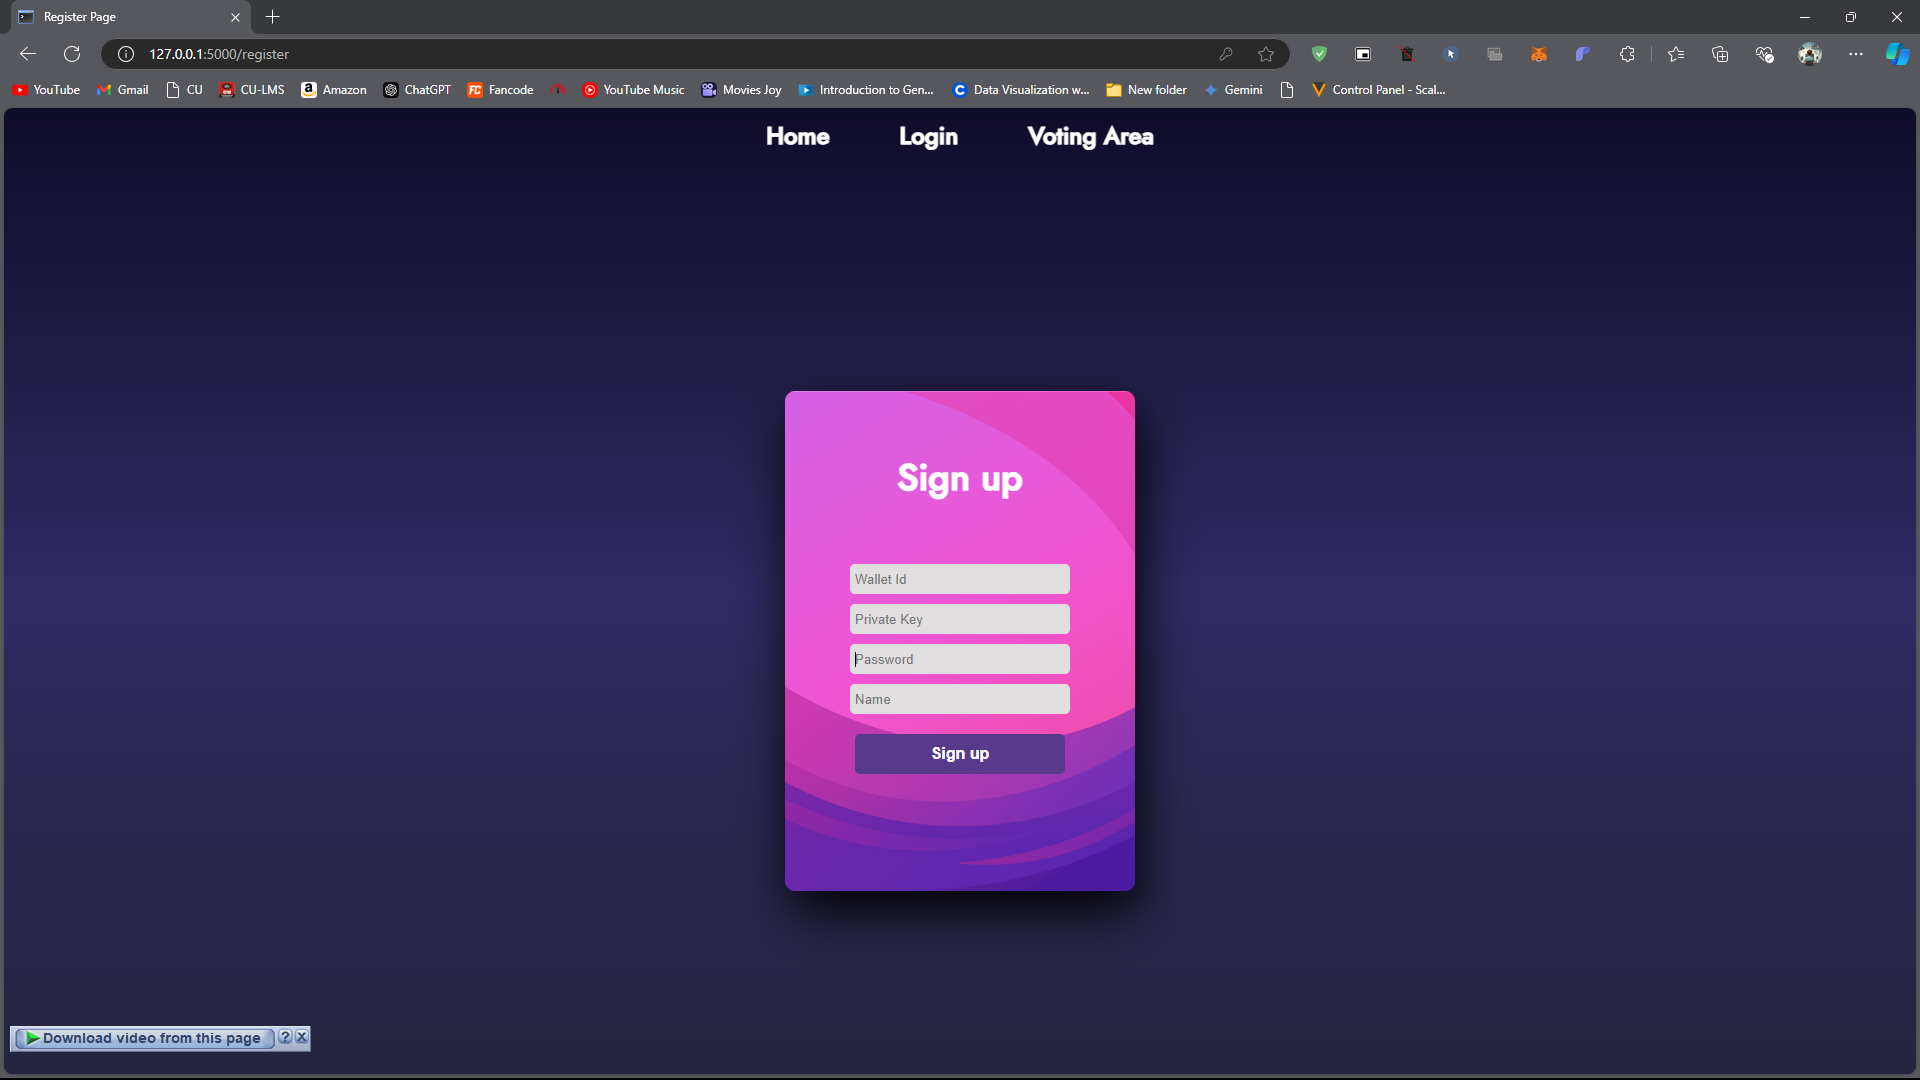 Register Page
127.0.0.1:5000/register
YouTube Gmail CU CU-LMS Amazon ChatGPT Fancode YouTube Music Movies Joy Introduction to Gen... Data Visualization w... New folder Gemini Control Panel - Scal...
Home Login Voting Area
Sign up
Wallet Id
Private Key
Password
Name
Sign up
Download video from this page ? X